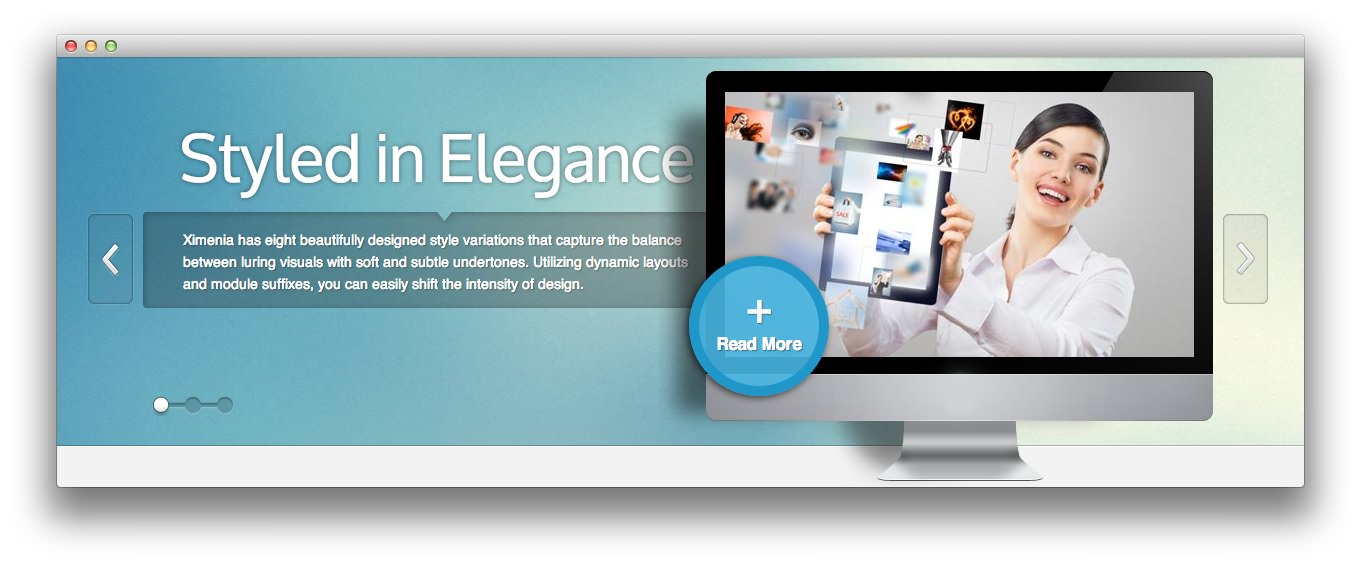 Styled in Elegance
Ximenia has eight beautifully designed style variations that capture the balance
between luring visuals with soft and subtle undertones. Utilizing dynamic layouts
and module suffixes, you can easily shift the intensity of design.
SALE
+
Read More